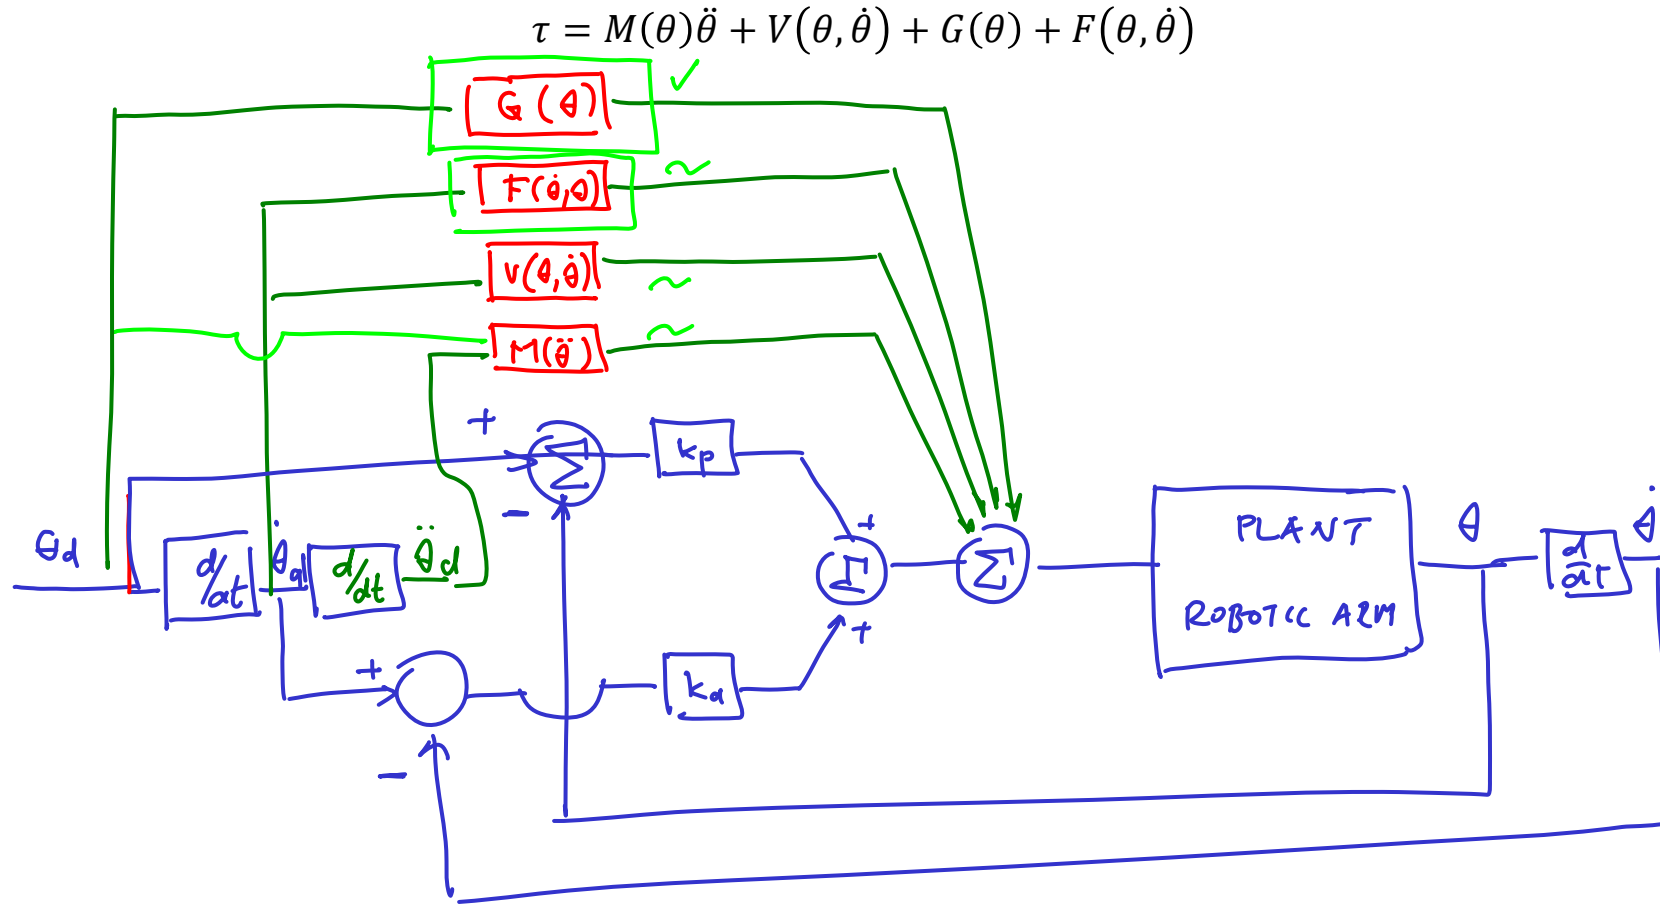 τ = M(θ)θ̈ + V(θ, θ̇) + G(θ) + F(θ, θ̇)
G(θ)
✓
F(θ̇,θ)
~
V(θ,θ̇)
~
M(θ̈)
~
+
Σ
−
kp
θd
d/dt
θ̇d
d/dt
θ̈d
+
Σ
+
Σ
PLANT
ROBOTIC ARM
θ
d/dt
θ̇
+
−
kd